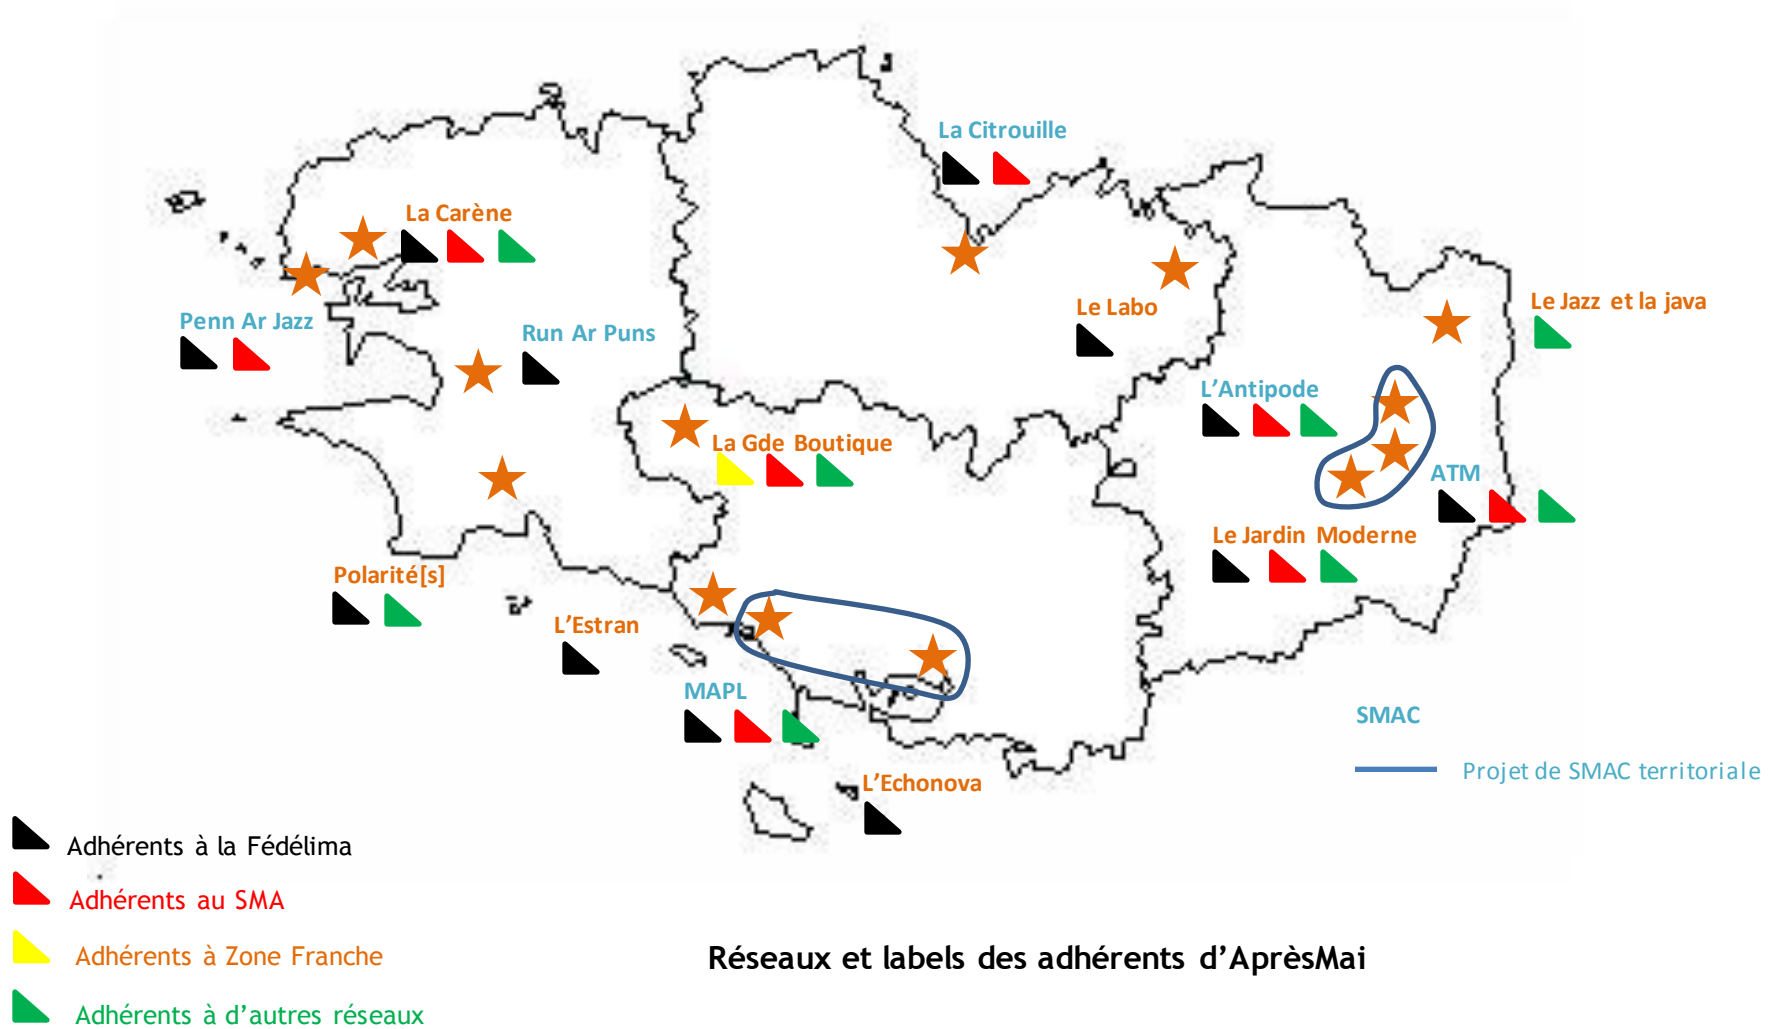 La Citrouille
La Carène
Le Labo
Le Jazz et la java
Penn Ar Jazz
Run Ar Puns
L’Antipode
La Gde Boutique
ATM
Le Jardin Moderne
Polarité[s]
L’Estran
MAPL
SMAC
Projet de SMAC territoriale
L’Echonova
Adhérents à la Fédélima
Adhérents au SMA
Adhérents à Zone Franche
Adhérents à d’autres réseaux
Réseaux et labels des adhérents d’AprèsMai